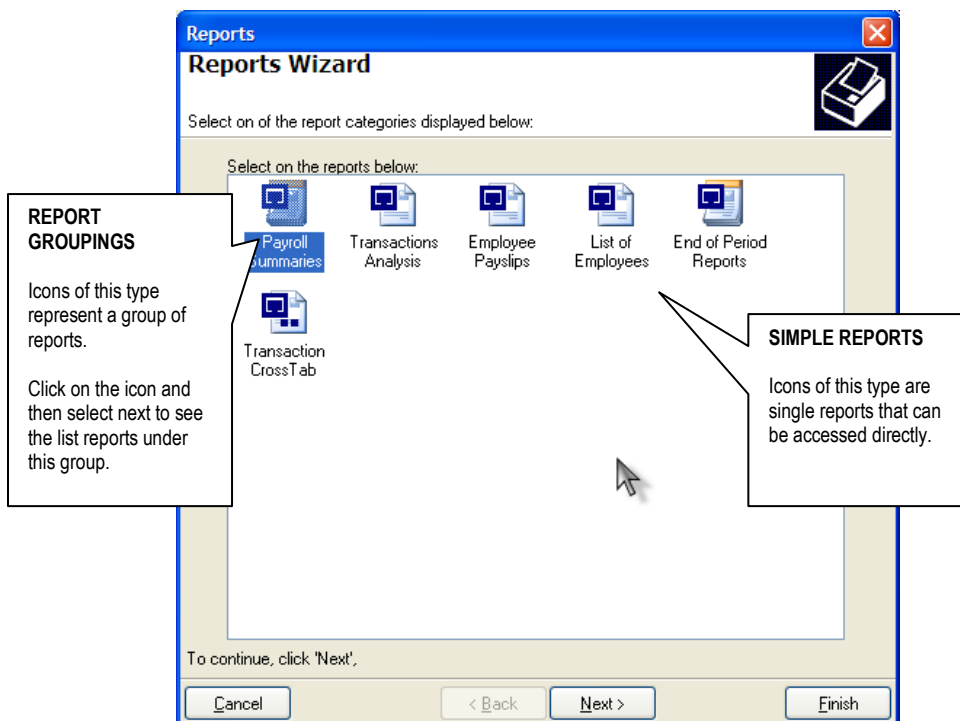 Reports
Reports Wizard
Select on of the report categories displayed below:
Select on the reports below:
Payroll
Summaries
Transactions
Analysis
Employee
Payslips
List of
Employees
End of Period
Reports
Transaction
CrossTab
REPORT
GROUPINGS
Icons of this type
represent a group of
reports.
Click on the icon and
then select next to see
the list reports under
this group.
SIMPLE REPORTS
Icons of this type are
single reports that can
be accessed directly.
To continue, click 'Next',
Cancel
< Back
Next >
Finish